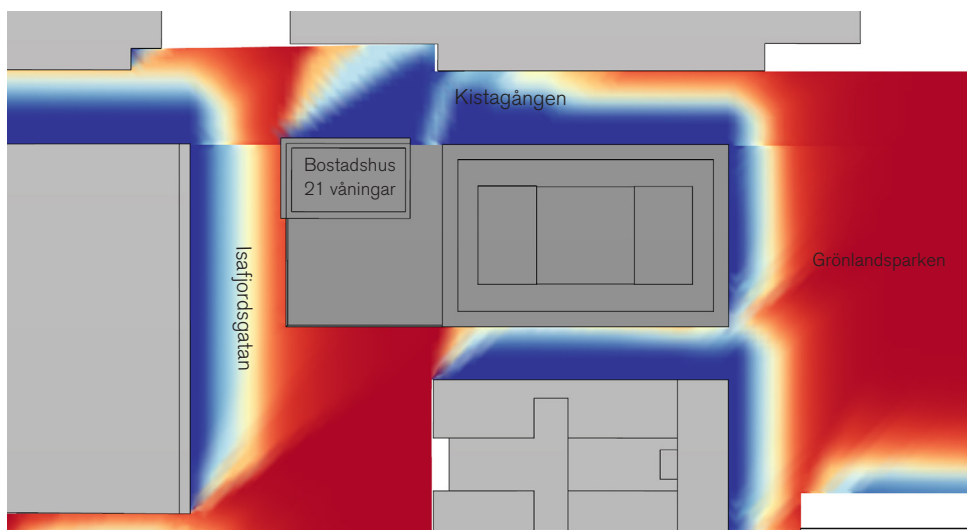 Kistagången
Bostadshus
21 våningar
Isafjordsgatan
Grönlandsparken